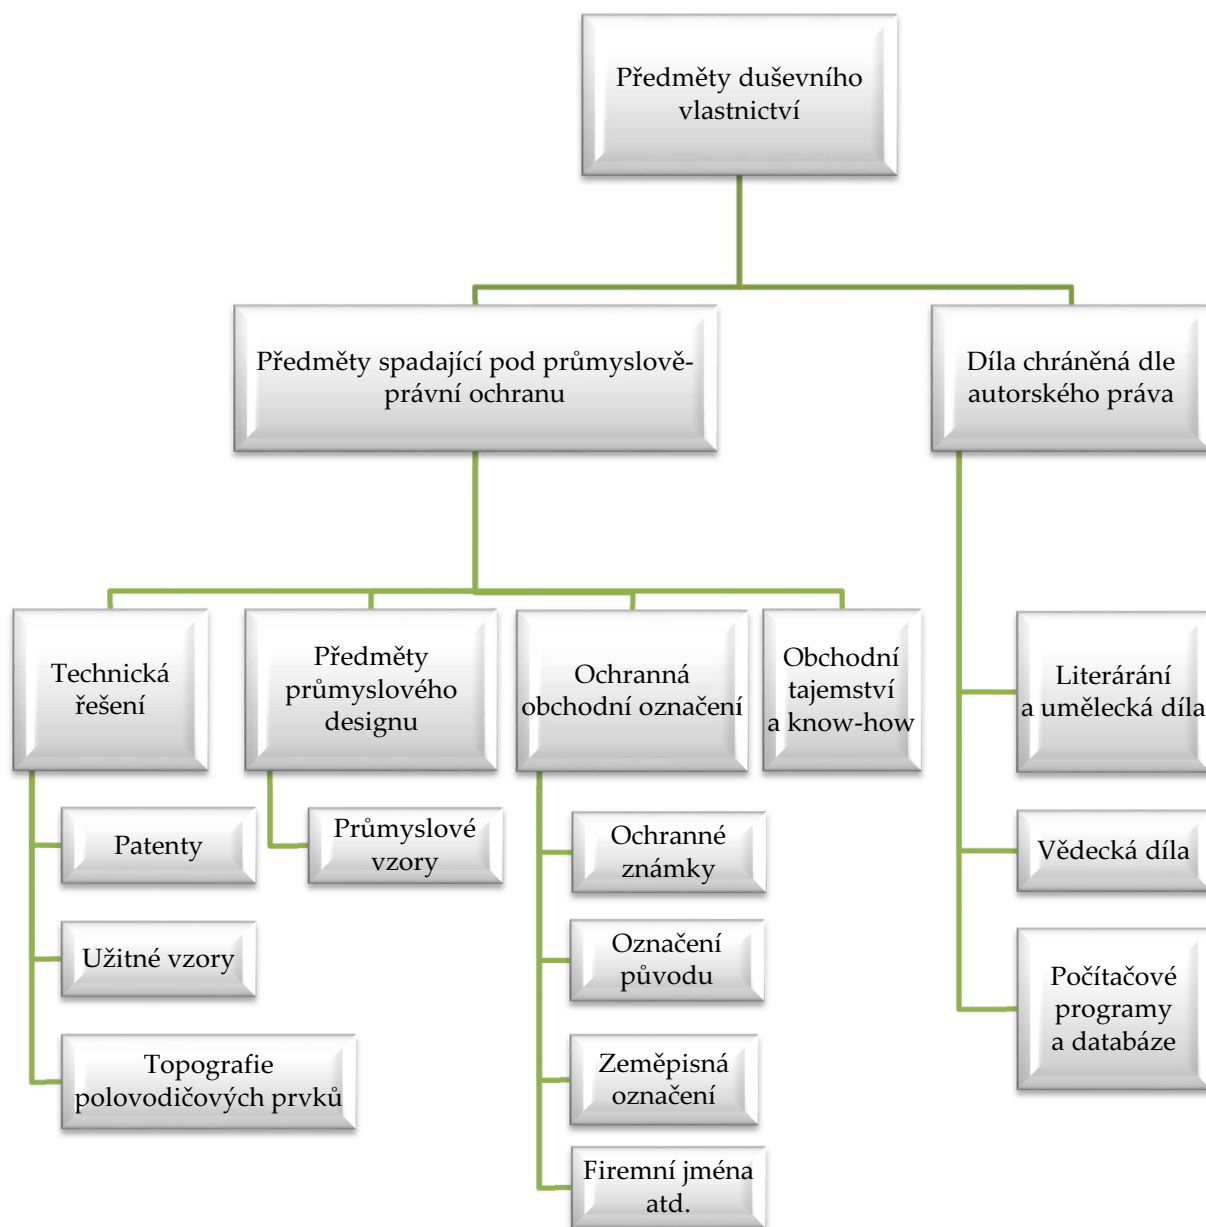 Předměty duševního
vlastnictví
Předměty spadající pod průmyslově-
právní ochranu
Díla chráněná dle
autorského práva
Technická
řešení
Předměty
průmyslového
designu
Ochranná
obchodní označení
Obchodní
tajemství
a know-how
Literárání
a umělecká díla
Patenty
Průmyslové
vzory
Ochranné
známky
Vědecká díla
Užitné vzory
Označení
původu
Počítačové
programy
a databáze
Topografie
polovodičových prvků
Zeměpisná
označení
Firemní jména
atd.